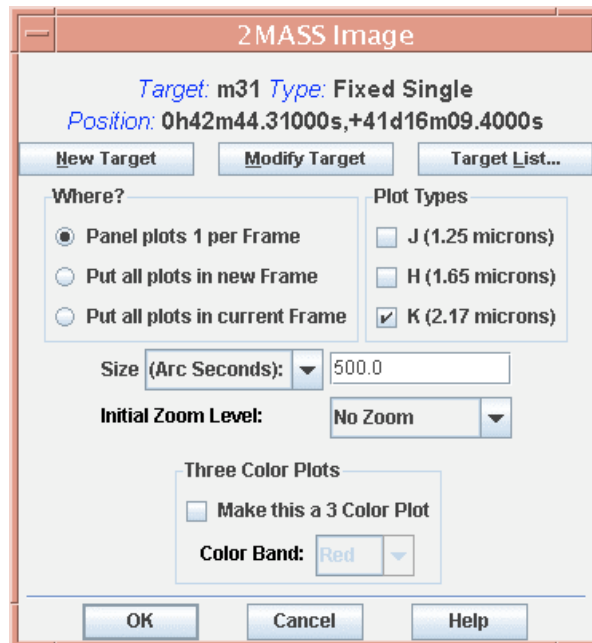 2MASS Image
Target: m31 Type: Fixed Single
Position: 0h42m44.31000s,+41d16m09.4000s
New Target Modify Target Target List...
Where? Plot Types
Panel plots 1 per Frame J (1.25 microns)
Put all plots in new Frame H (1.65 microns)
Put all plots in current Frame K (2.17 microns)
Size (Arc Seconds): 500.0
Initial Zoom Level: No Zoom
Three Color Plots
Make this a 3 Color Plot
Color Band: Red
OK Cancel Help